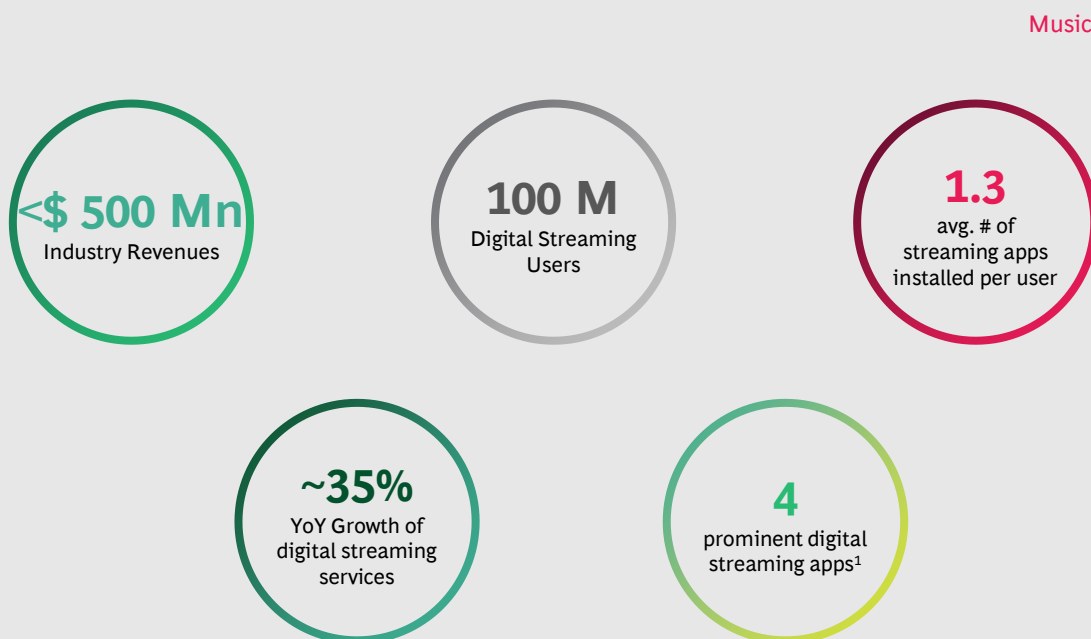 Music
<$ 500 Mn
Industry Revenues
100 M
Digital Streaming
Users
1.3
avg. # of
streaming apps
installed per user
~35%
YoY Growth of
digital streaming
services
4
prominent digital
streaming apps¹